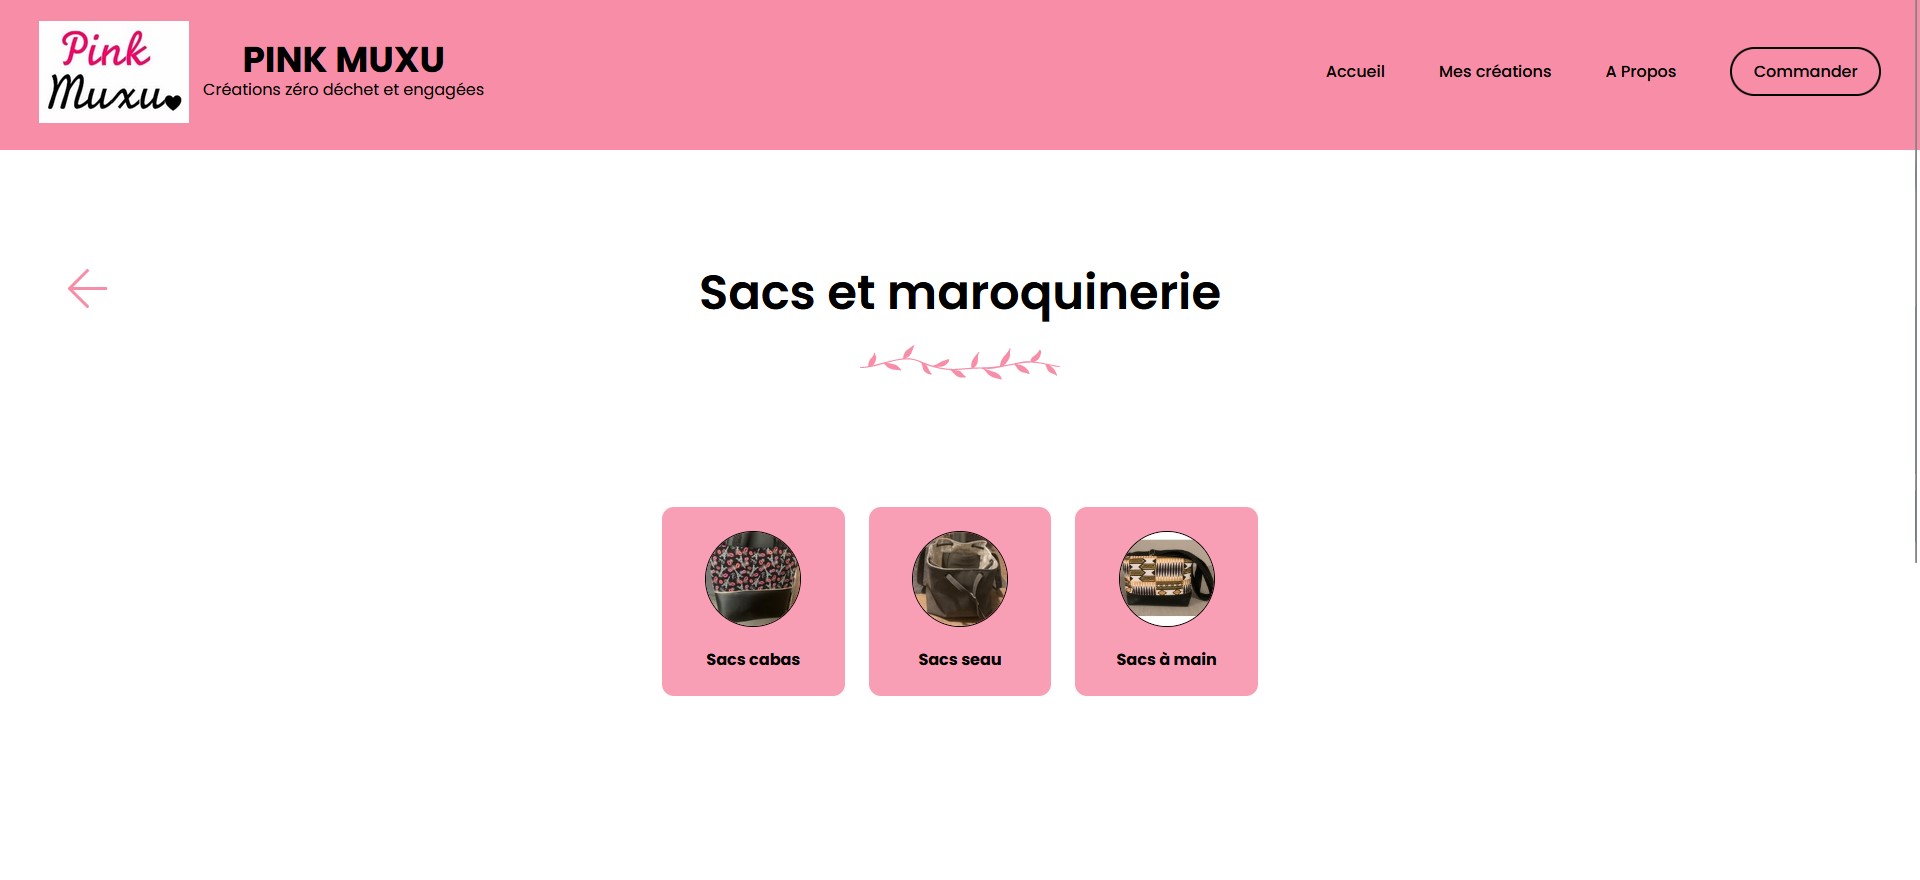 Pink
Muxu
PINK MUXU
Créations zéro déchet et engagées
Accueil
Mes créations
A Propos
Commander
Sacs et maroquinerie
Sacs cabas
Sacs seau
Sacs à main